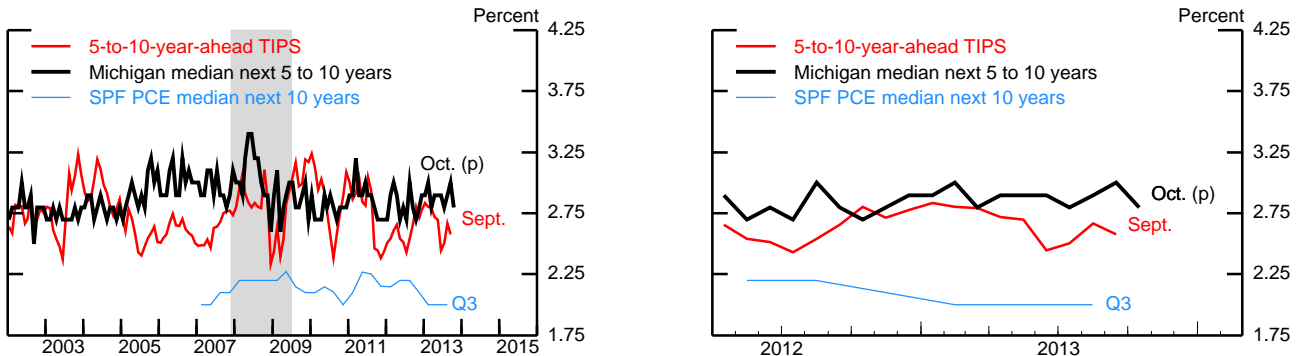 Percent
4.25
5-to-10-year-ahead TIPS
Michigan median next 5 to 10 years
SPF PCE median next 10 years
3.75
3.25
Oct. (p)
2.75
Sept.
2.25
Q3
1.75
2003 2005 2007 2009 2011 2013 2015
Percent
4.25
5-to-10-year-ahead TIPS
Michigan median next 5 to 10 years
SPF PCE median next 10 years
3.75
3.25
Oct. (p)
2.75
Sept.
2.25
Q3
1.75
2012 2013